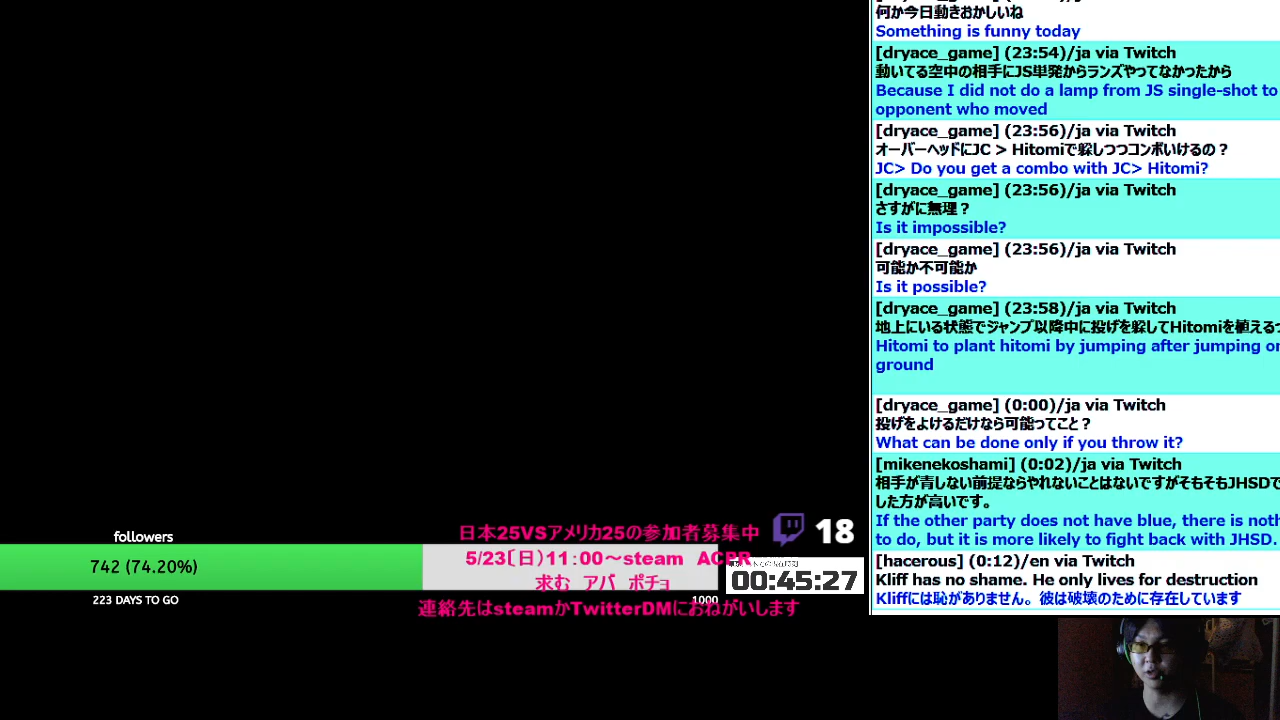 何か今日動きおかしいね
Something is funny today
[dryace_game] (23:54)/ja via Twitch
動いてる空中の相手にJS単発からランズやってなかったから
Because I did not do a lamp from JS single-shot to
opponent who moved
[dryace_game] (23:56)/ja via Twitch
オーバーヘッドにJC > Hitomiで躱しつつコンボいけるの？
JC> Do you get a combo with JC> Hitomi?
[dryace_game] (23:56)/ja via Twitch
さすがに無理？
Is it impossible?
[dryace_game] (23:56)/ja via Twitch
可能か不可能か
Is it possible?
[dryace_game] (23:58)/ja via Twitch
地上にいる状態でジャンプ以降中に投げを躱してHitomiを植える
Hitomi to plant hitomi by jumping after jumping
ground
[dryace_game] (0:00)/ja via Twitch
投げをよけるだけなら可能ってこと？
What can be done only if you throw it?
[mikenekoshami] (0:02)/ja via Twitch
相手が青しない前提ならやれないことはないですがそもそもJHSDで
した方が高いです。
If the other party does not have blue, there is
to do, but it is more likely to fight back with JHSD.
[hacerous] (0:12)/en via Twitch
Kliff has no shame. He only lives for destruction
Kliffには恥がありません。彼は破壊のために存在しています
followers
742 (74.20%)
223 DAYS TO GO
1000
日本25VSアメリカ25の参加者募集中
5/23〔日〕11：00～steam ACPR
求む アバ ポチョ
連絡先はsteamかTwitterDMにおねがいします
18
00:45:27